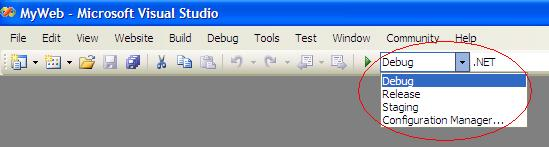 MyWeb - Microsoft Visual Studio
File Edit View Website Build Debug Tools Test Window Community Help
Debug .NET
Debug
Release
Staging
Configuration Manager...